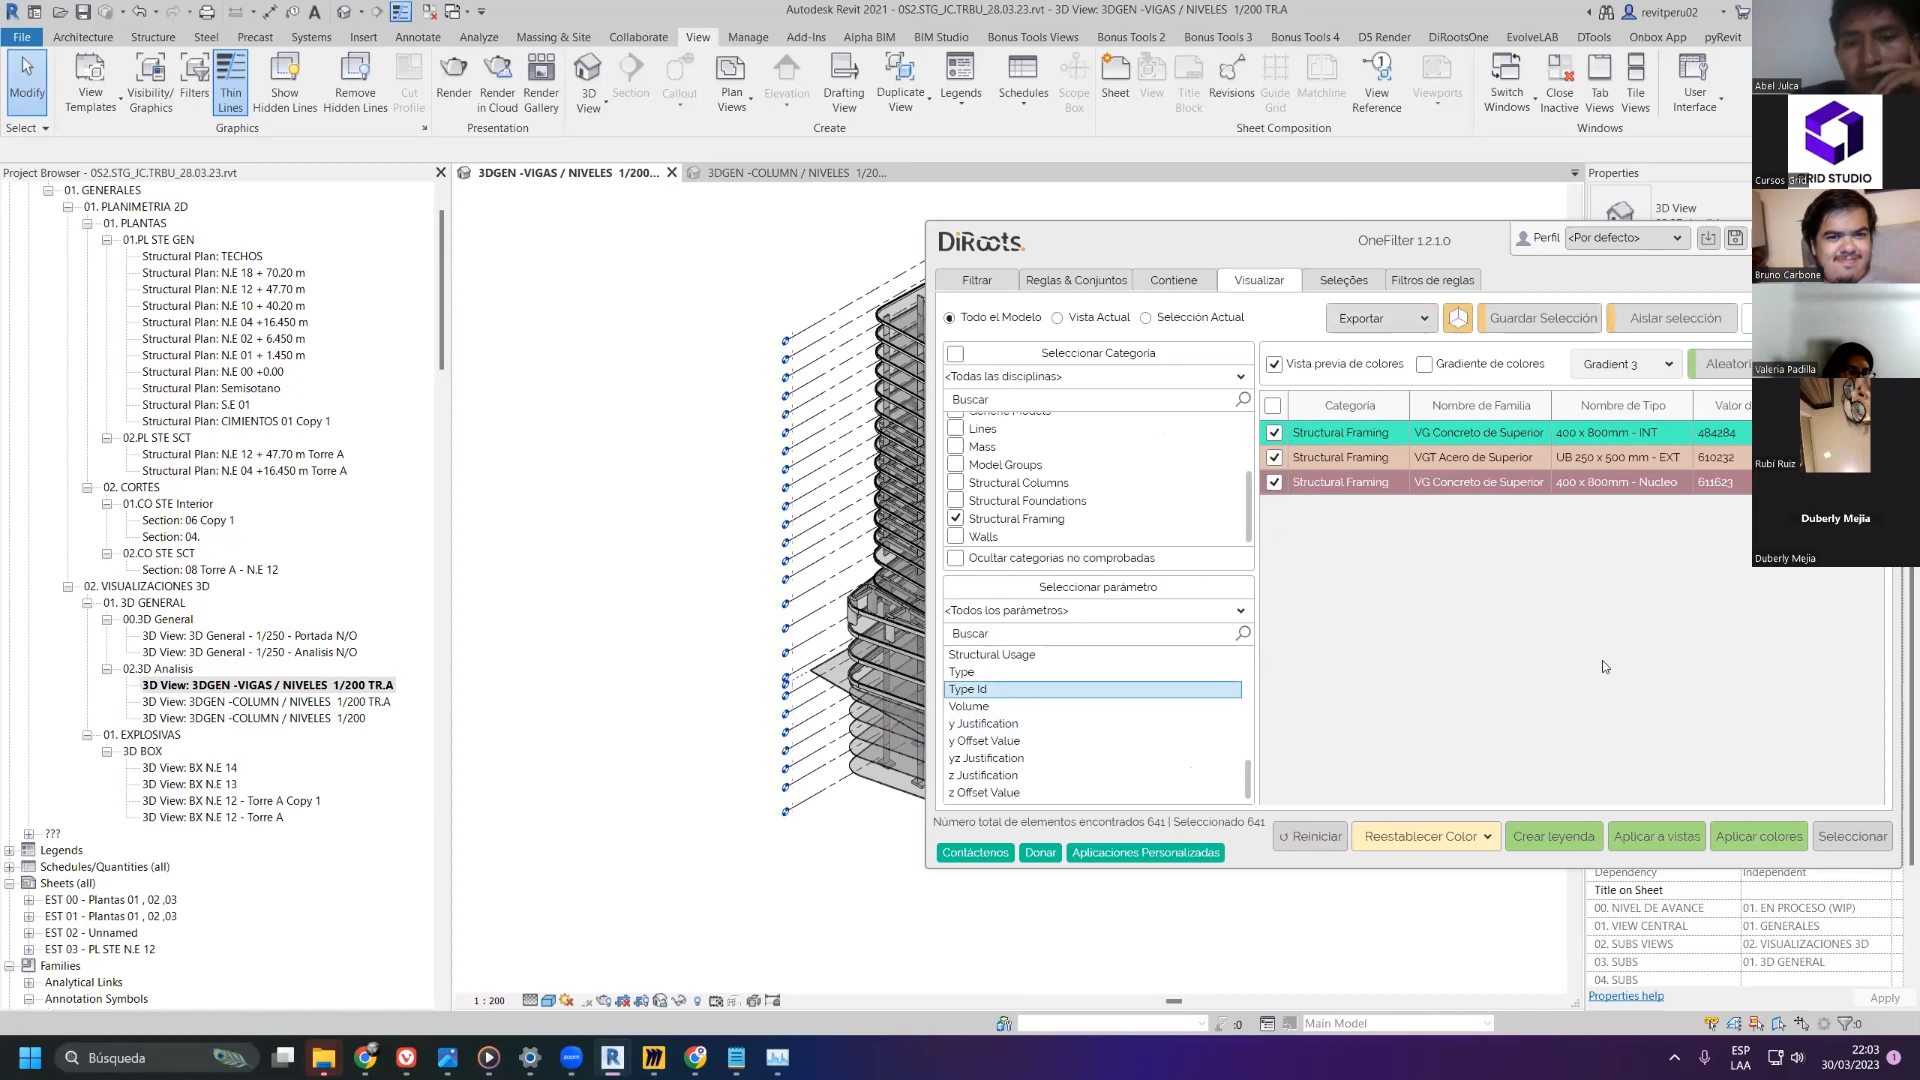 Autodesk Revit 2021 - 0S2.STG_JC.TRBU_28.03.23.rvt - 3D View: 3DGEN -VIGAS / NIVELES 1/200 TR.A
revitperu02
File Architecture Structure Steel Precast Systems Insert Annotate Analyze Massing & Site Collaborate View Manage Add-Ins Alpha BIM BIM Studio Bonus Tools Views Bonus Tools 2 Bonus Tools 3 Bonus Tools 4 D5 Render DiRootsOne EvolveLAB DTools Onbox App pyRevit
Modify
View Templates
Visibility/ Graphics
Filters
Thin Lines
Show Hidden Lines
Remove Hidden Lines
Cut Profile
Render
Render in Cloud
Render Gallery
3D View
Section
Callout
Plan Views
Elevation
Drafting View
Duplicate View
Legends
Schedules
Scope Box
Sheet
View
Title Block
Revisions
Guide Grid
Matchline
View Reference
Viewports
Switch Windows
Close Inactive
Tab Views
Tile Views
User Interface
Select
Graphics
Presentation
Create
Sheet Composition
Windows
Project Browser - 0S2.STG_JC.TRBU_28.03.23.rvt
01. GENERALES
01. PLANIMETRIA 2D
01. PLANTAS
01.PL STE GEN
Structural Plan: TECHOS
Structural Plan: N.E 18 + 70.20 m
Structural Plan: N.E 12 + 47.70 m
Structural Plan: N.E 10 + 40.20 m
Structural Plan: N.E 04 +16.450 m
Structural Plan: N.E 02 + 6.450 m
Structural Plan: N.E 01 + 1.450 m
Structural Plan: N.E 00 +0.00
Structural Plan: Semisotano
Structural Plan: S.E 01
Structural Plan: CIMIENTOS 01 Copy 1
02.PL STE SCT
Structural Plan: N.E 12 + 47.70 m Torre A
Structural Plan: N.E 04 +16.450 m Torre A
02. CORTES
01.CO STE Interior
Section: 06 Copy 1
Section: 04.
02.CO STE SCT
Section: 08 Torre A - N.E 12
02. VISUALIZACIONES 3D
01. 3D GENERAL
00.3D General
3D View: 3D General - 1/250 - Portada N/O
3D View: 3D General - 1/250 - Analisis N/O
02.3D Analisis
3D View: 3DGEN -VIGAS / NIVELES 1/200 TR.A
3D View: 3DGEN -COLUMN / NIVELES 1/200 TR.A
3D View: 3DGEN -COLUMN / NIVELES 1/200
01. EXPLOSIVAS
3D BOX
3D View: BX N.E 14
3D View: BX N.E 13
3D View: BX N.E 12 - Torre A Copy 1
3D View: BX N.E 12 - Torre A
???
Legends
Schedules/Quantities (all)
Sheets (all)
EST 00 - Plantas 01 , 02 ,03
EST 01 - Plantas 01 , 02 ,03
EST 02 - Unnamed
EST 03 - PL STE N.E 12
Families
Analytical Links
Annotation Symbols
3DGEN -VIGAS / NIVELES 1/200...
3DGEN -COLUMN / NIVELES 1/20...
Properties
3D View
DiRoots.
OneFilter 1.2.1.0
Perfil <Por defecto>
Filtrar Reglas & Conjuntos Contiene Visualizar Seleções Filtros de reglas
Todo el Modelo Vista Actual Selección Actual
Exportar Guardar Selección Aislar selección
Seleccionar Categoría
<Todas las disciplinas>
Buscar
Generic Models
Lines
Mass
Model Groups
Structural Columns
Structural Foundations
Structural Framing
Walls
Ocultar categorías no comprobadas
Seleccionar parámetro
<Todos los parámetros>
Buscar
Structural Usage
Type
Type Id
Volume
y Justification
y Offset Value
yz Justification
z Justification
z Offset Value
Vista previa de colores Gradiente de colores Gradient 3 Aleatori
Categoría Nombre de Familia Nombre de Tipo Valor d
Structural Framing VG Concreto de Superior 400 x 800mm - INT 484284
Structural Framing VGT Acero de Superior UB 250 x 500 mm - EXT 610232
Structural Framing VG Concreto de Superior 400 x 800mm - Nucleo 611623
Número total de elementos encontrados 641 | Seleccionado 641
Reiniciar Reestablecer Color Crear leyenda Aplicar a vistas Aplicar colores Seleccionar
Contáctenos Donar Aplicaciones Personalizadas
Dependency Independent
Title on Sheet
00. NIVEL DE AVANCE 01. EN PROCESO (WIP)
01. VIEW CENTRAL 01. GENERALES
02. SUBS VIEWS 02. VISUALIZACIONES 3D
03. SUBS 01. 3D GENERAL
04. SUBS
Properties help
Apply
1 : 200
:0
Main Model
:0
Abel Julca
GRID STUDIO
Cursos Grid
Bruno Carbone
Valeria Padilla
Rubí Ruiz
Duberly Mejia
Duberly Mejia
Búsqueda
ESP
LAA
22:03
30/03/2023
1